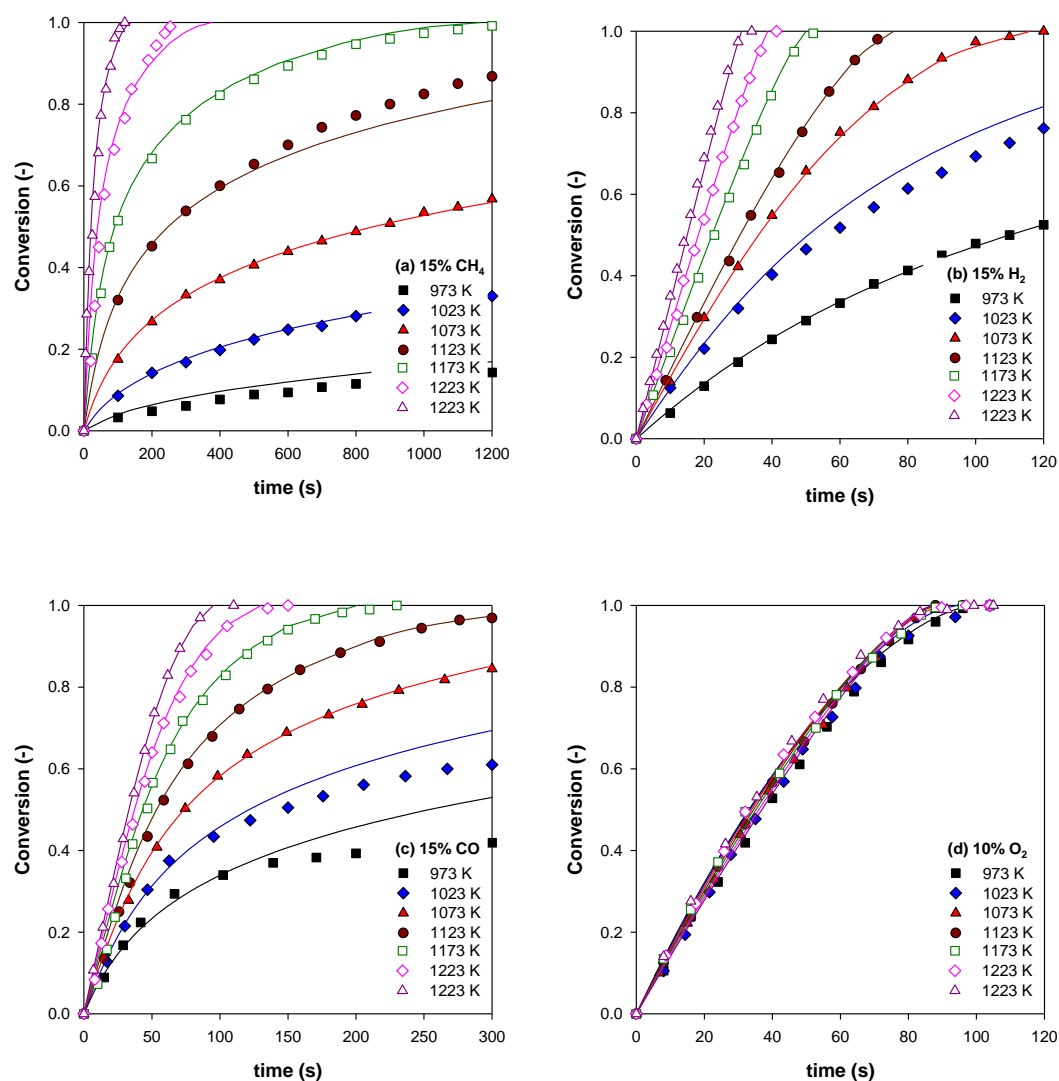 1.0
0.8
0.6
0.4
0.2
0.0
Conversion (-)
0 200 400 600 800 1000 1200
time (s)
(a) 15% CH4
973 K
1023 K
1073 K
1123 K
1173 K
1223 K
1223 K
1.0
0.8
0.6
0.4
0.2
0.0
Conversion (-)
0 20 40 60 80 100 120
time (s)
(b) 15% H2
973 K
1023 K
1073 K
1123 K
1173 K
1223 K
1223 K
1.0
0.8
0.6
0.4
0.2
0.0
Conversion (-)
0 50 100 150 200 250 300
time (s)
(c) 15% CO
973 K
1023 K
1073 K
1123 K
1173 K
1223 K
1223 K
1.0
0.8
0.6
0.4
0.2
0.0
Conversion (-)
0 20 40 60 80 100 120
time (s)
(d) 10% O2
973 K
1023 K
1073 K
1123 K
1173 K
1223 K
1223 K